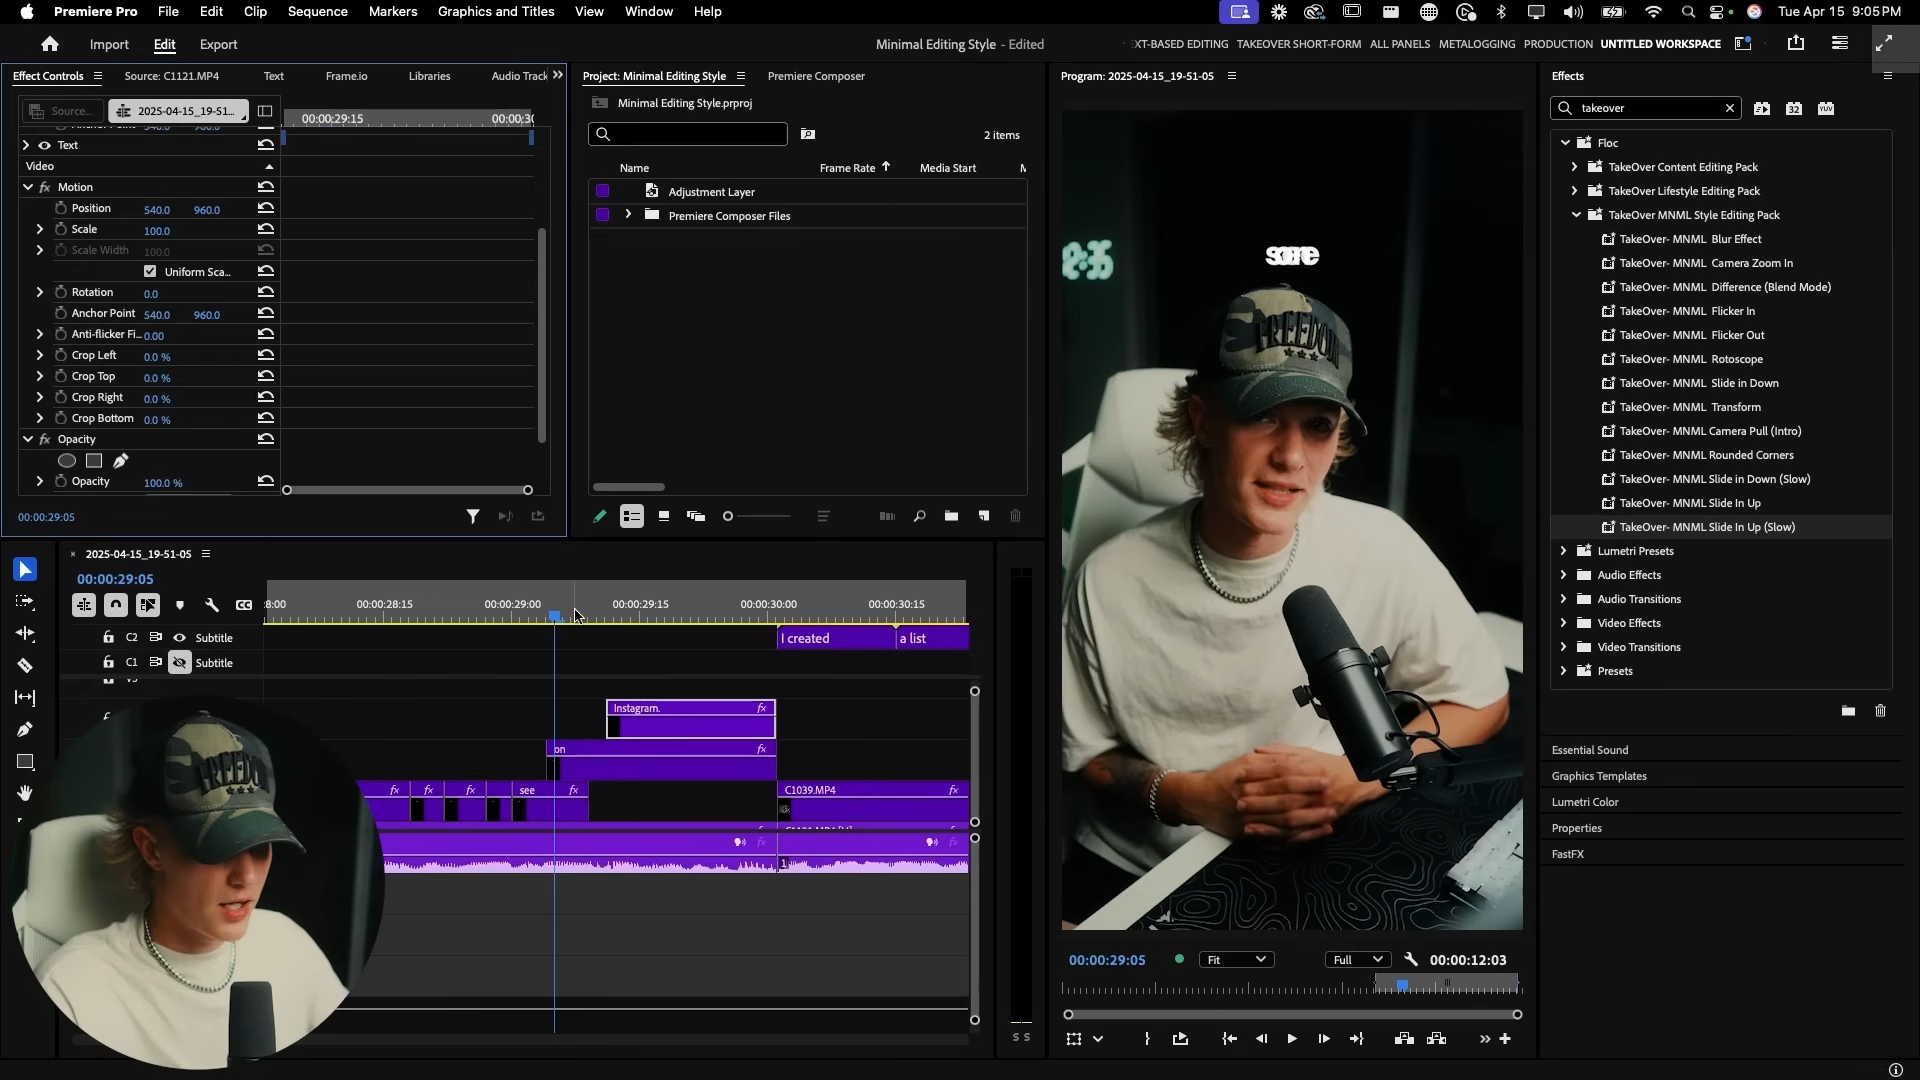 Premiere Pro File Edit Clip Sequence Markers Graphics and Titles View Window Help
Tue Apr 15 9:05PM
Import Edit Export
Minimal Editing Style - Edited
XT-BASED EDITING TAKEOVER SHORT-FORM ALL PANELS METALOGGING PRODUCTION UNTITLED WORKSPACE
Effect Controls Source: C1121.MP4 Text Frame.io Libraries Audio Track
Source... 2025-04-15_19-51...
00:00:29:15 00:00:30
Text
Video
Motion
Position 540.0 960.0
Scale 100.0
Scale Width 100.0
Uniform Sca...
Rotation 0.0
Anchor Point 540.0 960.0
Anti-flicker Fi... 0.00
Crop Left 0.0 %
Crop Top 0.0 %
Crop Right 0.0 %
Crop Bottom 0.0 %
Opacity
Opacity 100.0 %
00:00:29:05
Project: Minimal Editing Style Premiere Composer
Minimal Editing Style.prproj
2 items
Name Frame Rate Media Start M
Adjustment Layer
Premiere Composer Files
Program: 2025-04-15_19-51-05
FREEDOM
00:00:29:05 Fit Full 00:00:12:03
Effects
takeover
32 YUV
Floc
TakeOver Content Editing Pack
TakeOver Lifestyle Editing Pack
TakeOver MNML Style Editing Pack
TakeOver- MNML Blur Effect
TakeOver- MNML Camera Zoom In
TakeOver- MNML Difference (Blend Mode)
TakeOver- MNML Flicker In
TakeOver- MNML Flicker Out
TakeOver- MNML Rotoscope
TakeOver- MNML Slide in Down
TakeOver- MNML Transform
TakeOver- MNML Camera Pull (Intro)
TakeOver- MNML Rounded Corners
TakeOver- MNML Slide in Down (Slow)
TakeOver- MNML Slide In Up
TakeOver- MNML Slide In Up (Slow)
Lumetri Presets
Audio Effects
Audio Transitions
Video Effects
Video Transitions
Presets
Essential Sound
Graphics Templates
Lumetri Color
Properties
FastFX
2025-04-15_19-51-05
00:00:29:05
8:00 00:00:28:15 00:00:29:00 00:00:29:15 00:00:30:00 00:00:30:15
CC
C2 Subtitle
I created a list
C1 Subtitle
Instagram. fx
on fx
fx fx fx see fx
C1039.MP4 fx
S S
FREEDOM